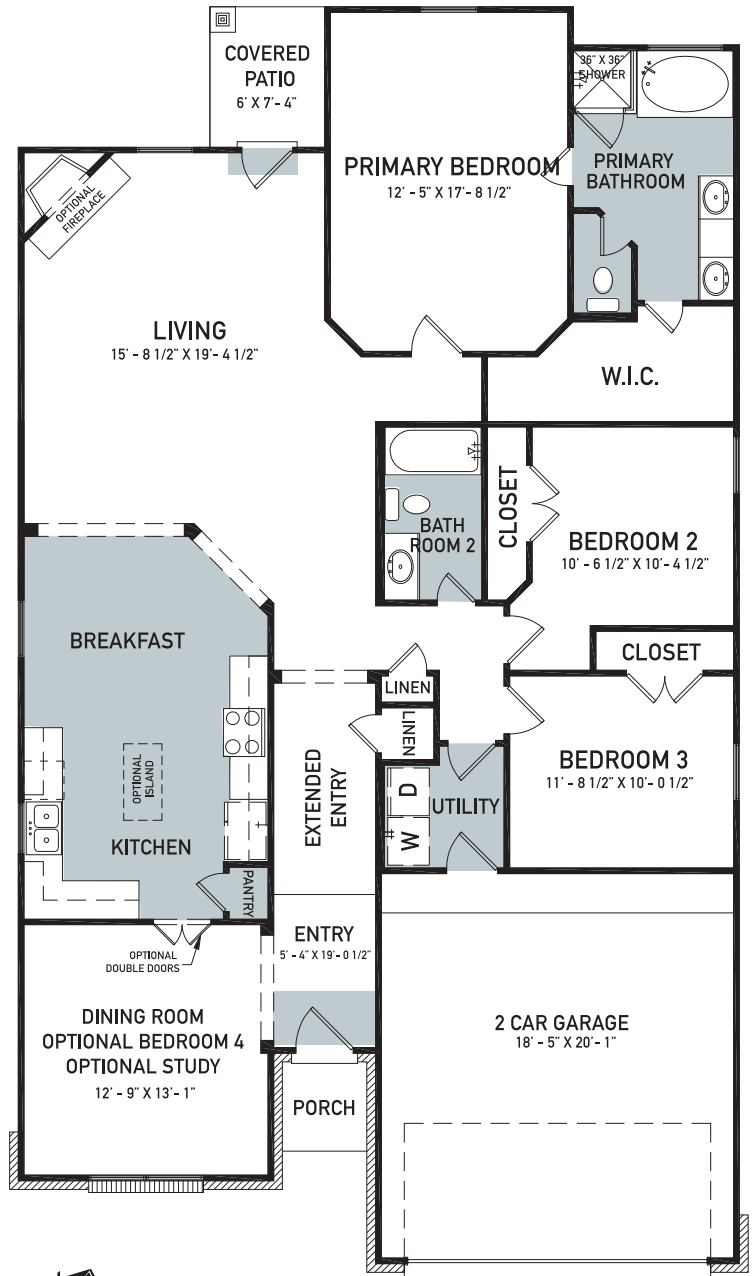 COVERED
PATIO
6' X 7'- 4"
36" X 36"
SHOWER
PRIMARY BEDROOM
12' - 5" X 17'- 8 1/2"
PRIMARY
BATHROOM
OPTIONAL
FIREPLACE
LIVING
15' - 8 1/2" X 19'- 4 1/2"
W.I.C.
CLOSET
BATH
ROOM 2
BEDROOM 2
10' - 6 1/2" X 10'- 4 1/2"
BREAKFAST
CLOSET
LINEN
LINEN
EXTENDED
ENTRY
BEDROOM 3
11' - 8 1/2" X 10'- 0 1/2"
OPTIONAL
ISLAND
D
W
UTILITY
KITCHEN
PANTRY
ENTRY
5' - 4" X 19'- 0 1/2"
OPTIONAL
DOUBLE DOORS
DINING ROOM
OPTIONAL BEDROOM 4
OPTIONAL STUDY
12' - 9" X 13'- 1"
2 CAR GARAGE
18' - 5" X 20'- 1"
PORCH